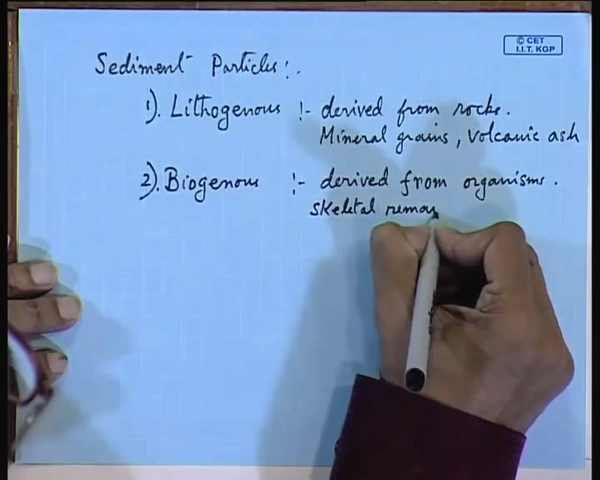 © CET
I.I.T. KGP
Sediment Particles :-
1). Lithogenous :- derived from rocks.
Mineral grains, volcanic ash
2). Biogenous :- derived from organisms.
skeletal